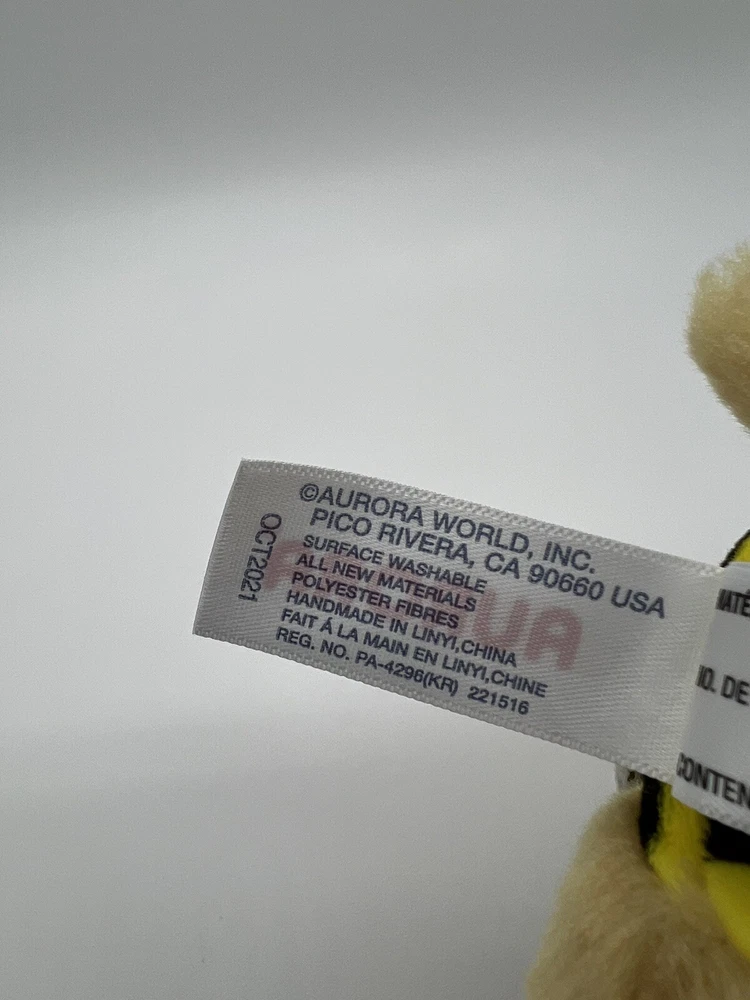 ©AURORA WORLD, INC.
PICO RIVERA, CA 90660 USA
SURFACE WASHABLE
ALL NEW MATERIALS
POLYESTER FIBRES
HANDMADE IN LINYI,CHINA
FAIT Á LA MAIN EN LINYI,CHINE
REG. NO. PA-4296(KR) 221516
OCT2021